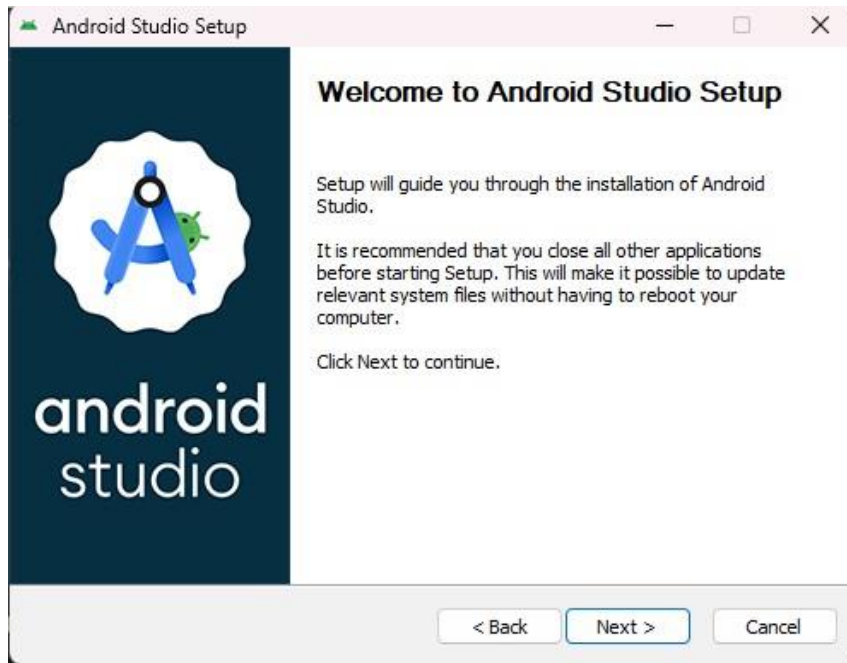 Android Studio Setup
Welcome to Android Studio Setup
Setup will guide you through the installation of Android
Studio.
It is recommended that you close all other applications
before starting Setup. This will make it possible to update
relevant system files without having to reboot your
computer.
Click Next to continue.
android
studio
< Back Next > Cancel